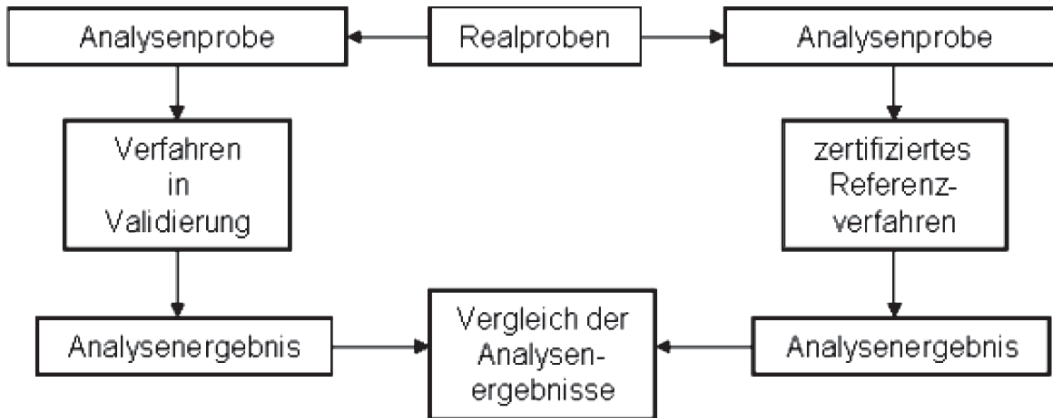 Analysenprobe
Realproben
Analysenprobe
Verfahren
in
Validierung
zertifiziertes
Referenz-
verfahren
Analysenergebnis
Vergleich der
Analysen-
ergebnisse
Analysenergebnis